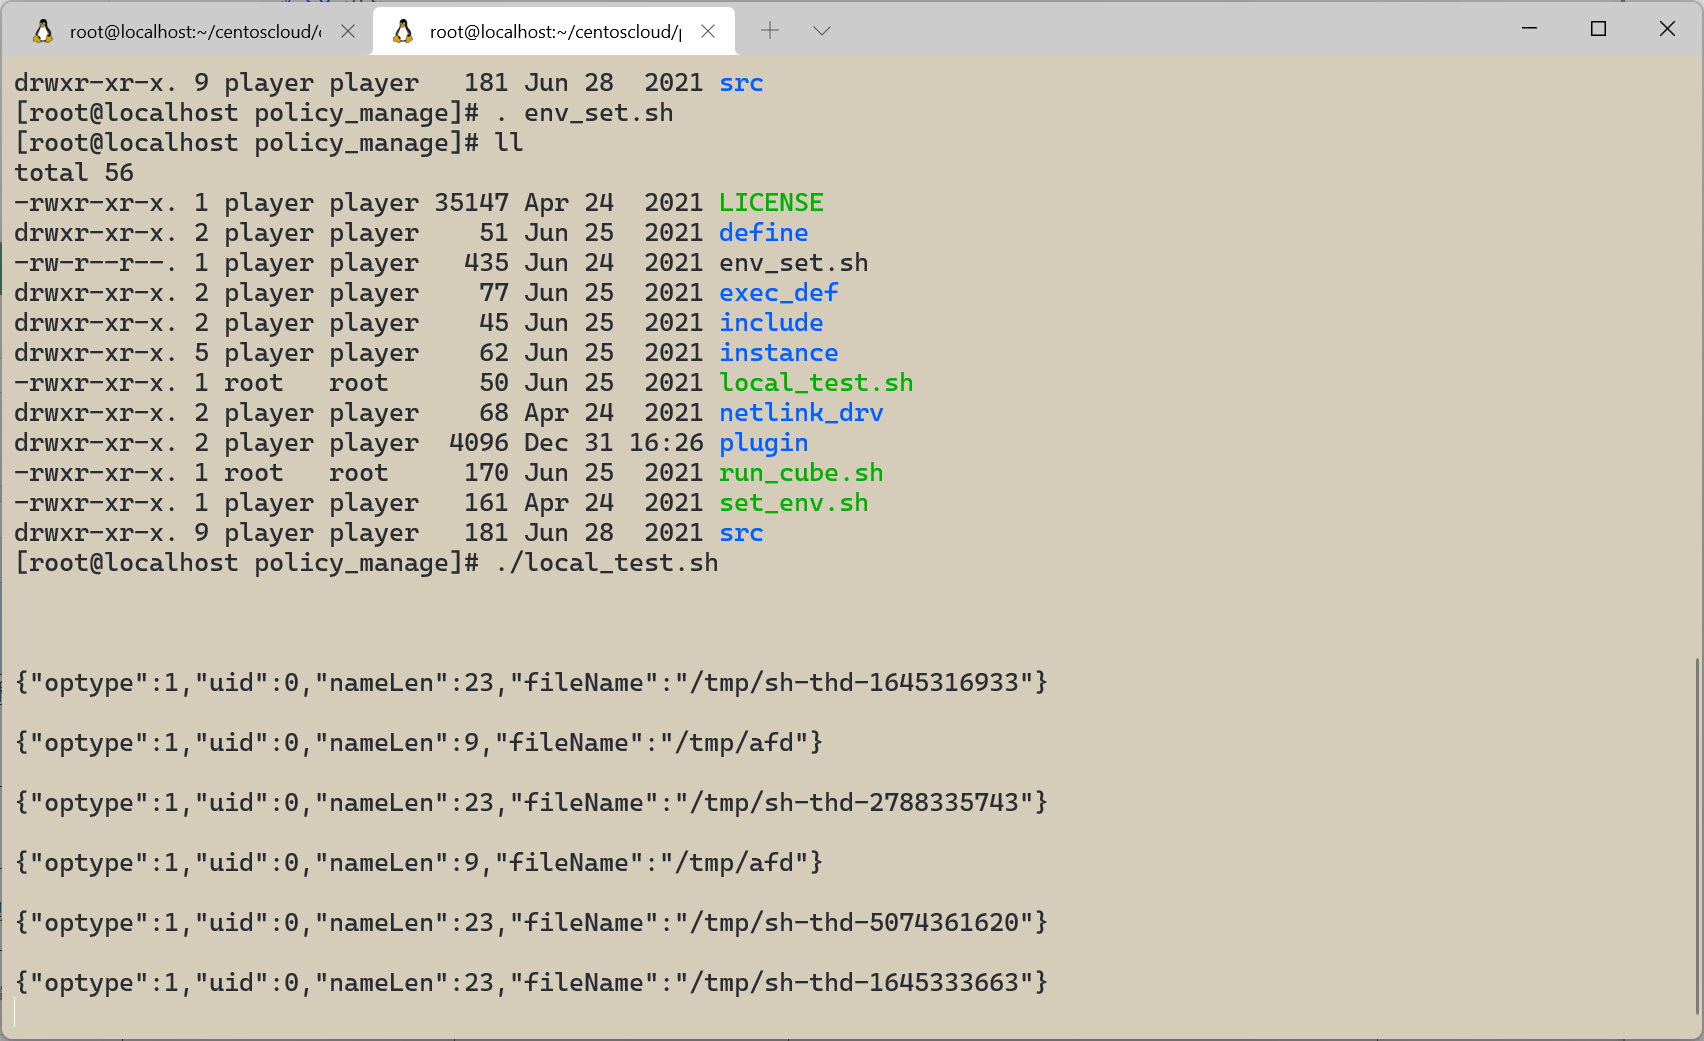 root@localhost:~/centoscloud/
root@localhost:~/centoscloud/
drwxr-xr-x. 9 player player   181 Jun 28  2021 src
[root@localhost policy_manage]# . env_set.sh
[root@localhost policy_manage]# ll
total 56
-rwxr-xr-x. 1 player player 35147 Apr 24  2021 LICENSE
drwxr-xr-x. 2 player player    51 Jun 25  2021 define
-rw-r--r--. 1 player player   435 Jun 24  2021 env_set.sh
drwxr-xr-x. 2 player player    77 Jun 25  2021 exec_def
drwxr-xr-x. 2 player player    45 Jun 25  2021 include
drwxr-xr-x. 5 player player    62 Jun 25  2021 instance
-rwxr-xr-x. 1 root   root      50 Jun 25  2021 local_test.sh
drwxr-xr-x. 2 player player    68 Apr 24  2021 netlink_drv
drwxr-xr-x. 2 player player  4096 Dec 31 16:26 plugin
-rwxr-xr-x. 1 root   root     170 Jun 25  2021 run_cube.sh
-rwxr-xr-x. 1 player player   161 Apr 24  2021 set_env.sh
drwxr-xr-x. 9 player player   181 Jun 28  2021 src
[root@localhost policy_manage]# ./local_test.sh
{"optype":1,"uid":0,"nameLen":23,"fileName":"/tmp/sh-thd-1645316933"}
{"optype":1,"uid":0,"nameLen":9,"fileName":"/tmp/afd"}
{"optype":1,"uid":0,"nameLen":23,"fileName":"/tmp/sh-thd-2788335743"}
{"optype":1,"uid":0,"nameLen":9,"fileName":"/tmp/afd"}
{"optype":1,"uid":0,"nameLen":23,"fileName":"/tmp/sh-thd-5074361620"}
{"optype":1,"uid":0,"nameLen":23,"fileName":"/tmp/sh-thd-1645333663"}